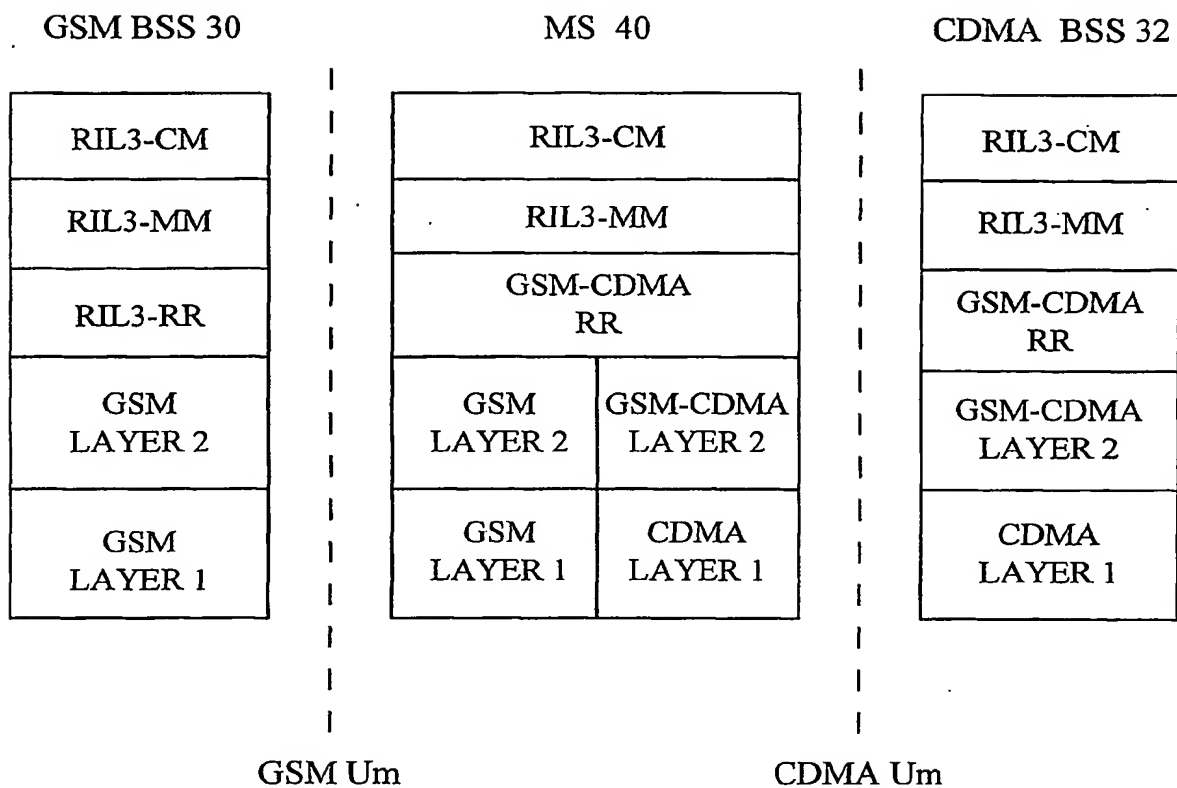 GSM BSS 30
MS 40
CDMA BSS 32
RIL3-CM
RIL3-MM
RIL3-RR
GSM
LAYER 2
GSM
LAYER 1
RIL3-CM
RIL3-MM
GSM-CDMA
RR
GSM
LAYER 2
GSM-CDMA
LAYER 2
GSM
LAYER 1
CDMA
LAYER 1
RIL3-CM
RIL3-MM
GSM-CDMA
RR
GSM-CDMA
LAYER 2
CDMA
LAYER 1
GSM Um
CDMA Um